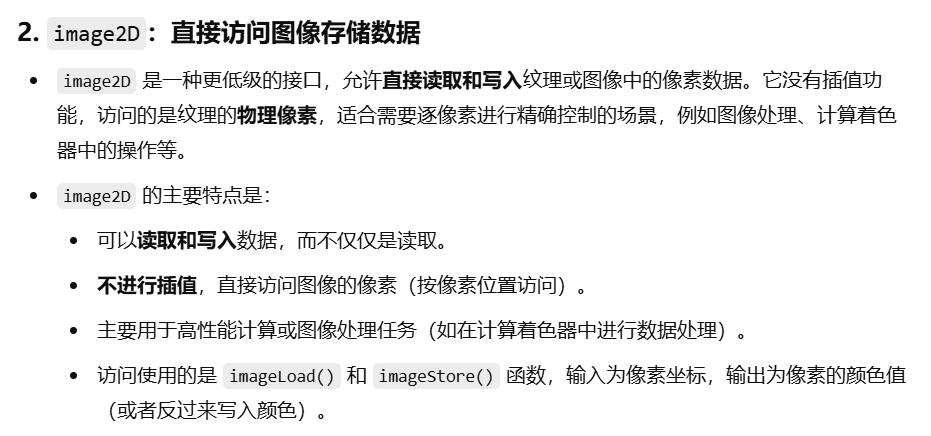 2. image2D：直接访问图像存储数据
• image2D 是一种更低级的接口，允许直接读取和写入纹理或图像中的像素数据。它没有插值功
能，访问的是纹理的物理像素，适合需要逐像素进行精确控制的场景，例如图像处理、计算着色
器中的操作等。
• image2D 的主要特点是：
• 可以读取和写入数据，而不仅仅是读取。
• 不进行插值，直接访问图像的像素（按像素位置访问）。
• 主要用于高性能计算或图像处理任务（如在计算着色器中进行数据处理）。
• 访问使用的是 imageLoad() 和 imageStore() 函数，输入为像素坐标，输出为像素的颜色值
（或者反过来写入颜色）。